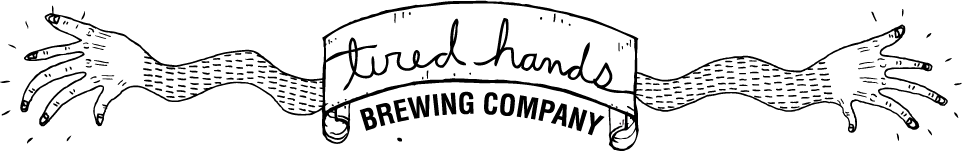 tired hands
BREWING COMPANY